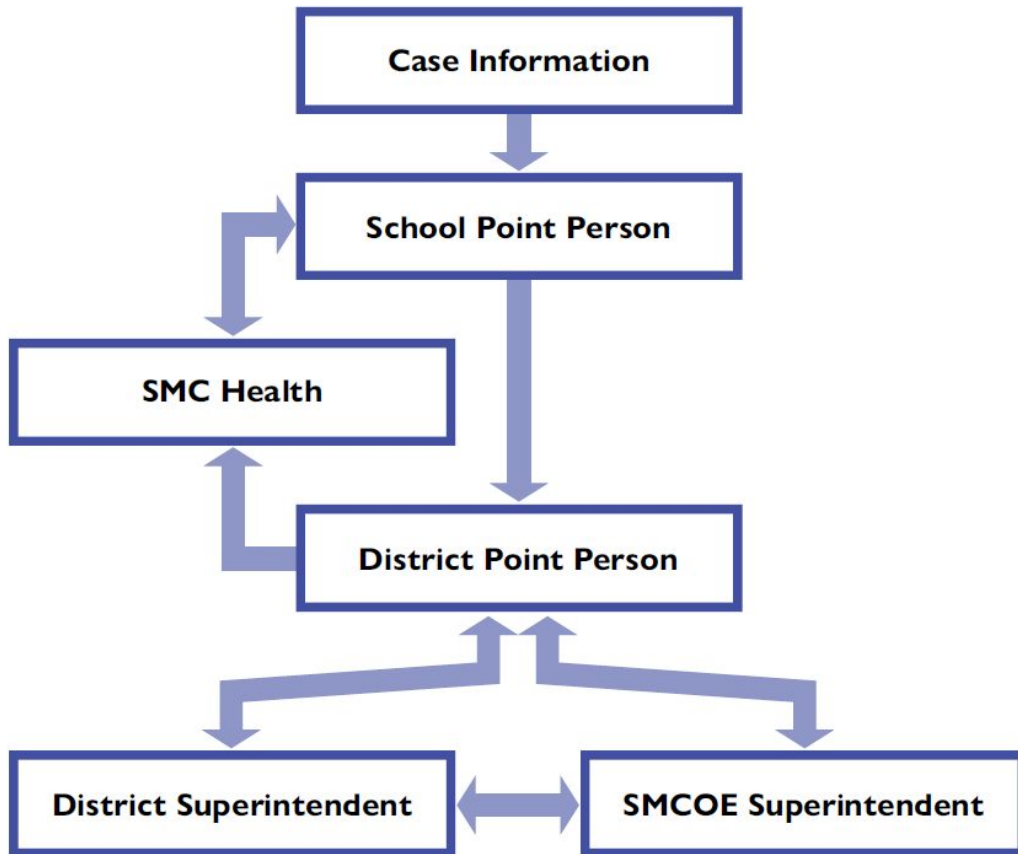 Case Information
School Point Person
SMC Health
District Point Person
District Superintendent
SMCOE Superintendent